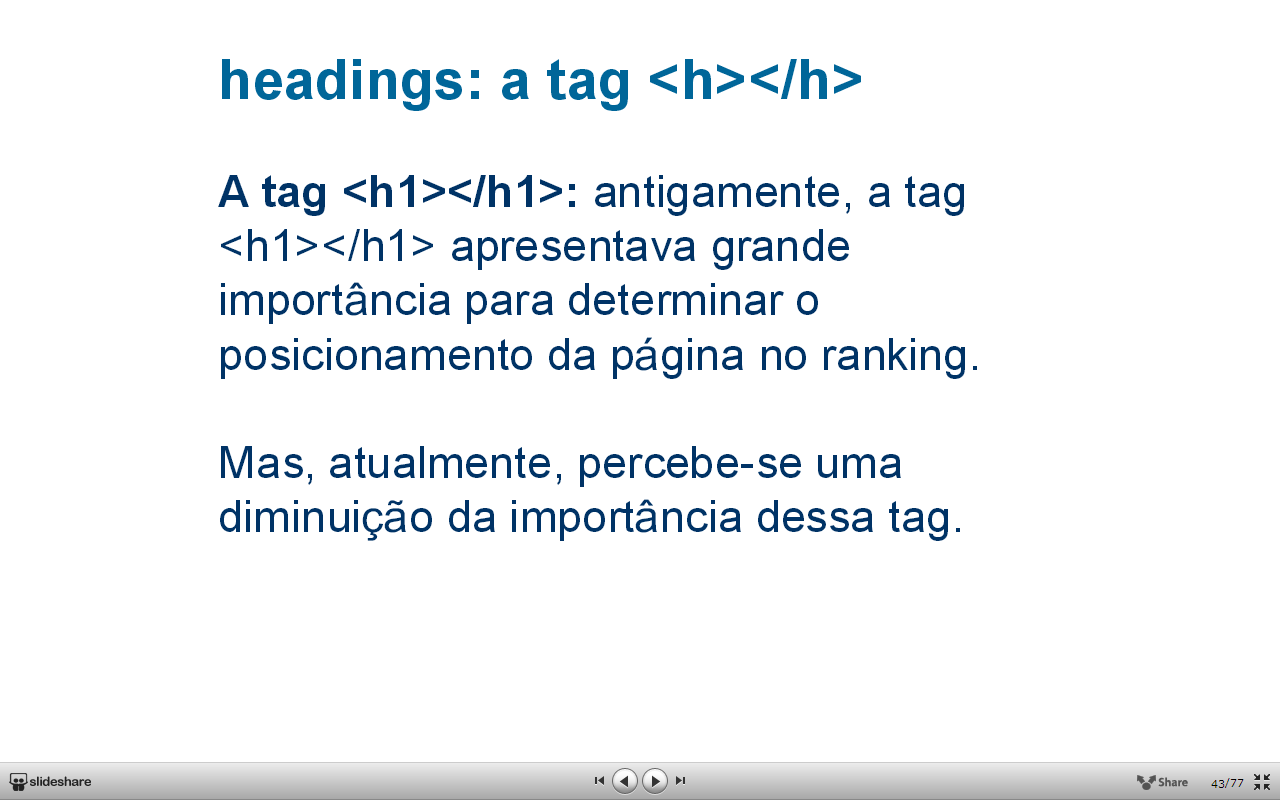 headings: a tag <h></h>
A tag <h1></h1>: antigamente, a tag
<h1></h1> apresentava grande
importância para determinar o
posicionamento da página no ranking.
Mas, atualmente, percebe-se uma
diminuição da importância dessa tag.
slideshare
Share
43/77